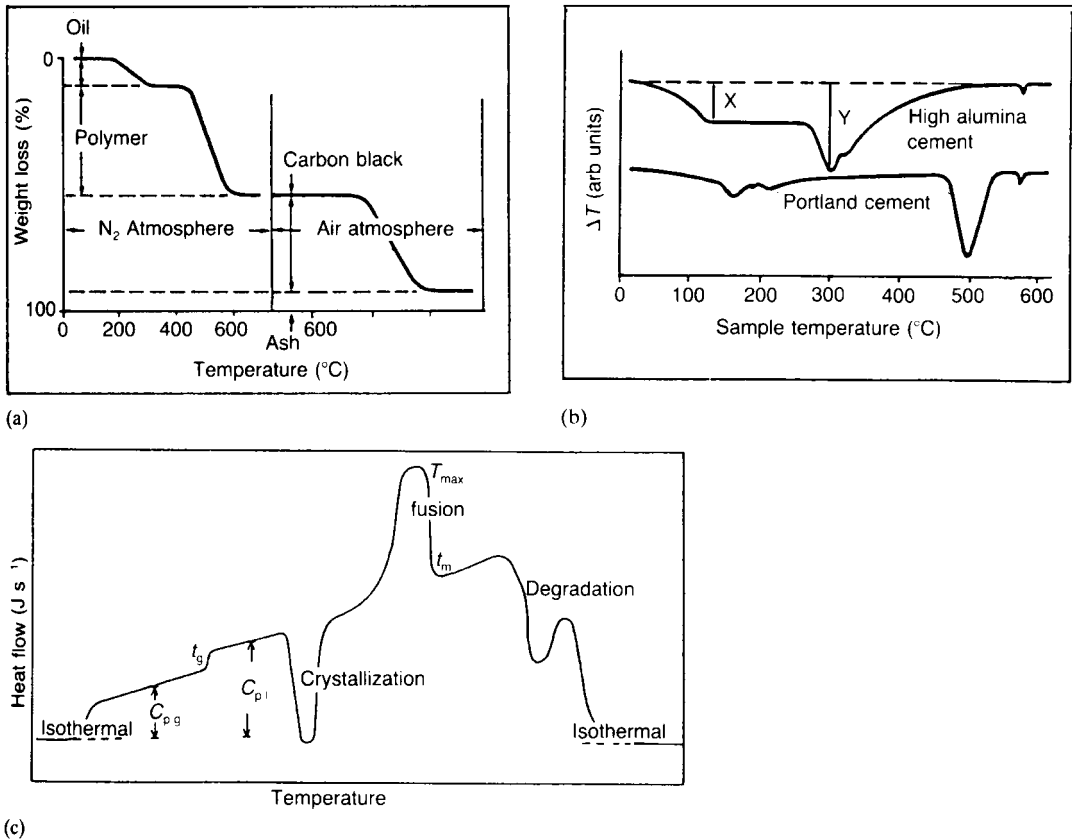 Oil
0
Polymer
Carbon black
N₂ Atmosphere
Air atmosphere
Weight loss (%)
100
0 200 400 600 600
Ash
Temperature (°C)
(a)
X
Y
High alumina
cement
Portland cement
ΔT (arb units)
0 100 200 300 400 500 600
Sample temperature (°C)
(b)
Tmax
fusion
tm
Degradation
tg
Crystallization
Cp g
Cp l
Isothermal
Isothermal
Heat flow (J s⁻¹)
Temperature
(c)